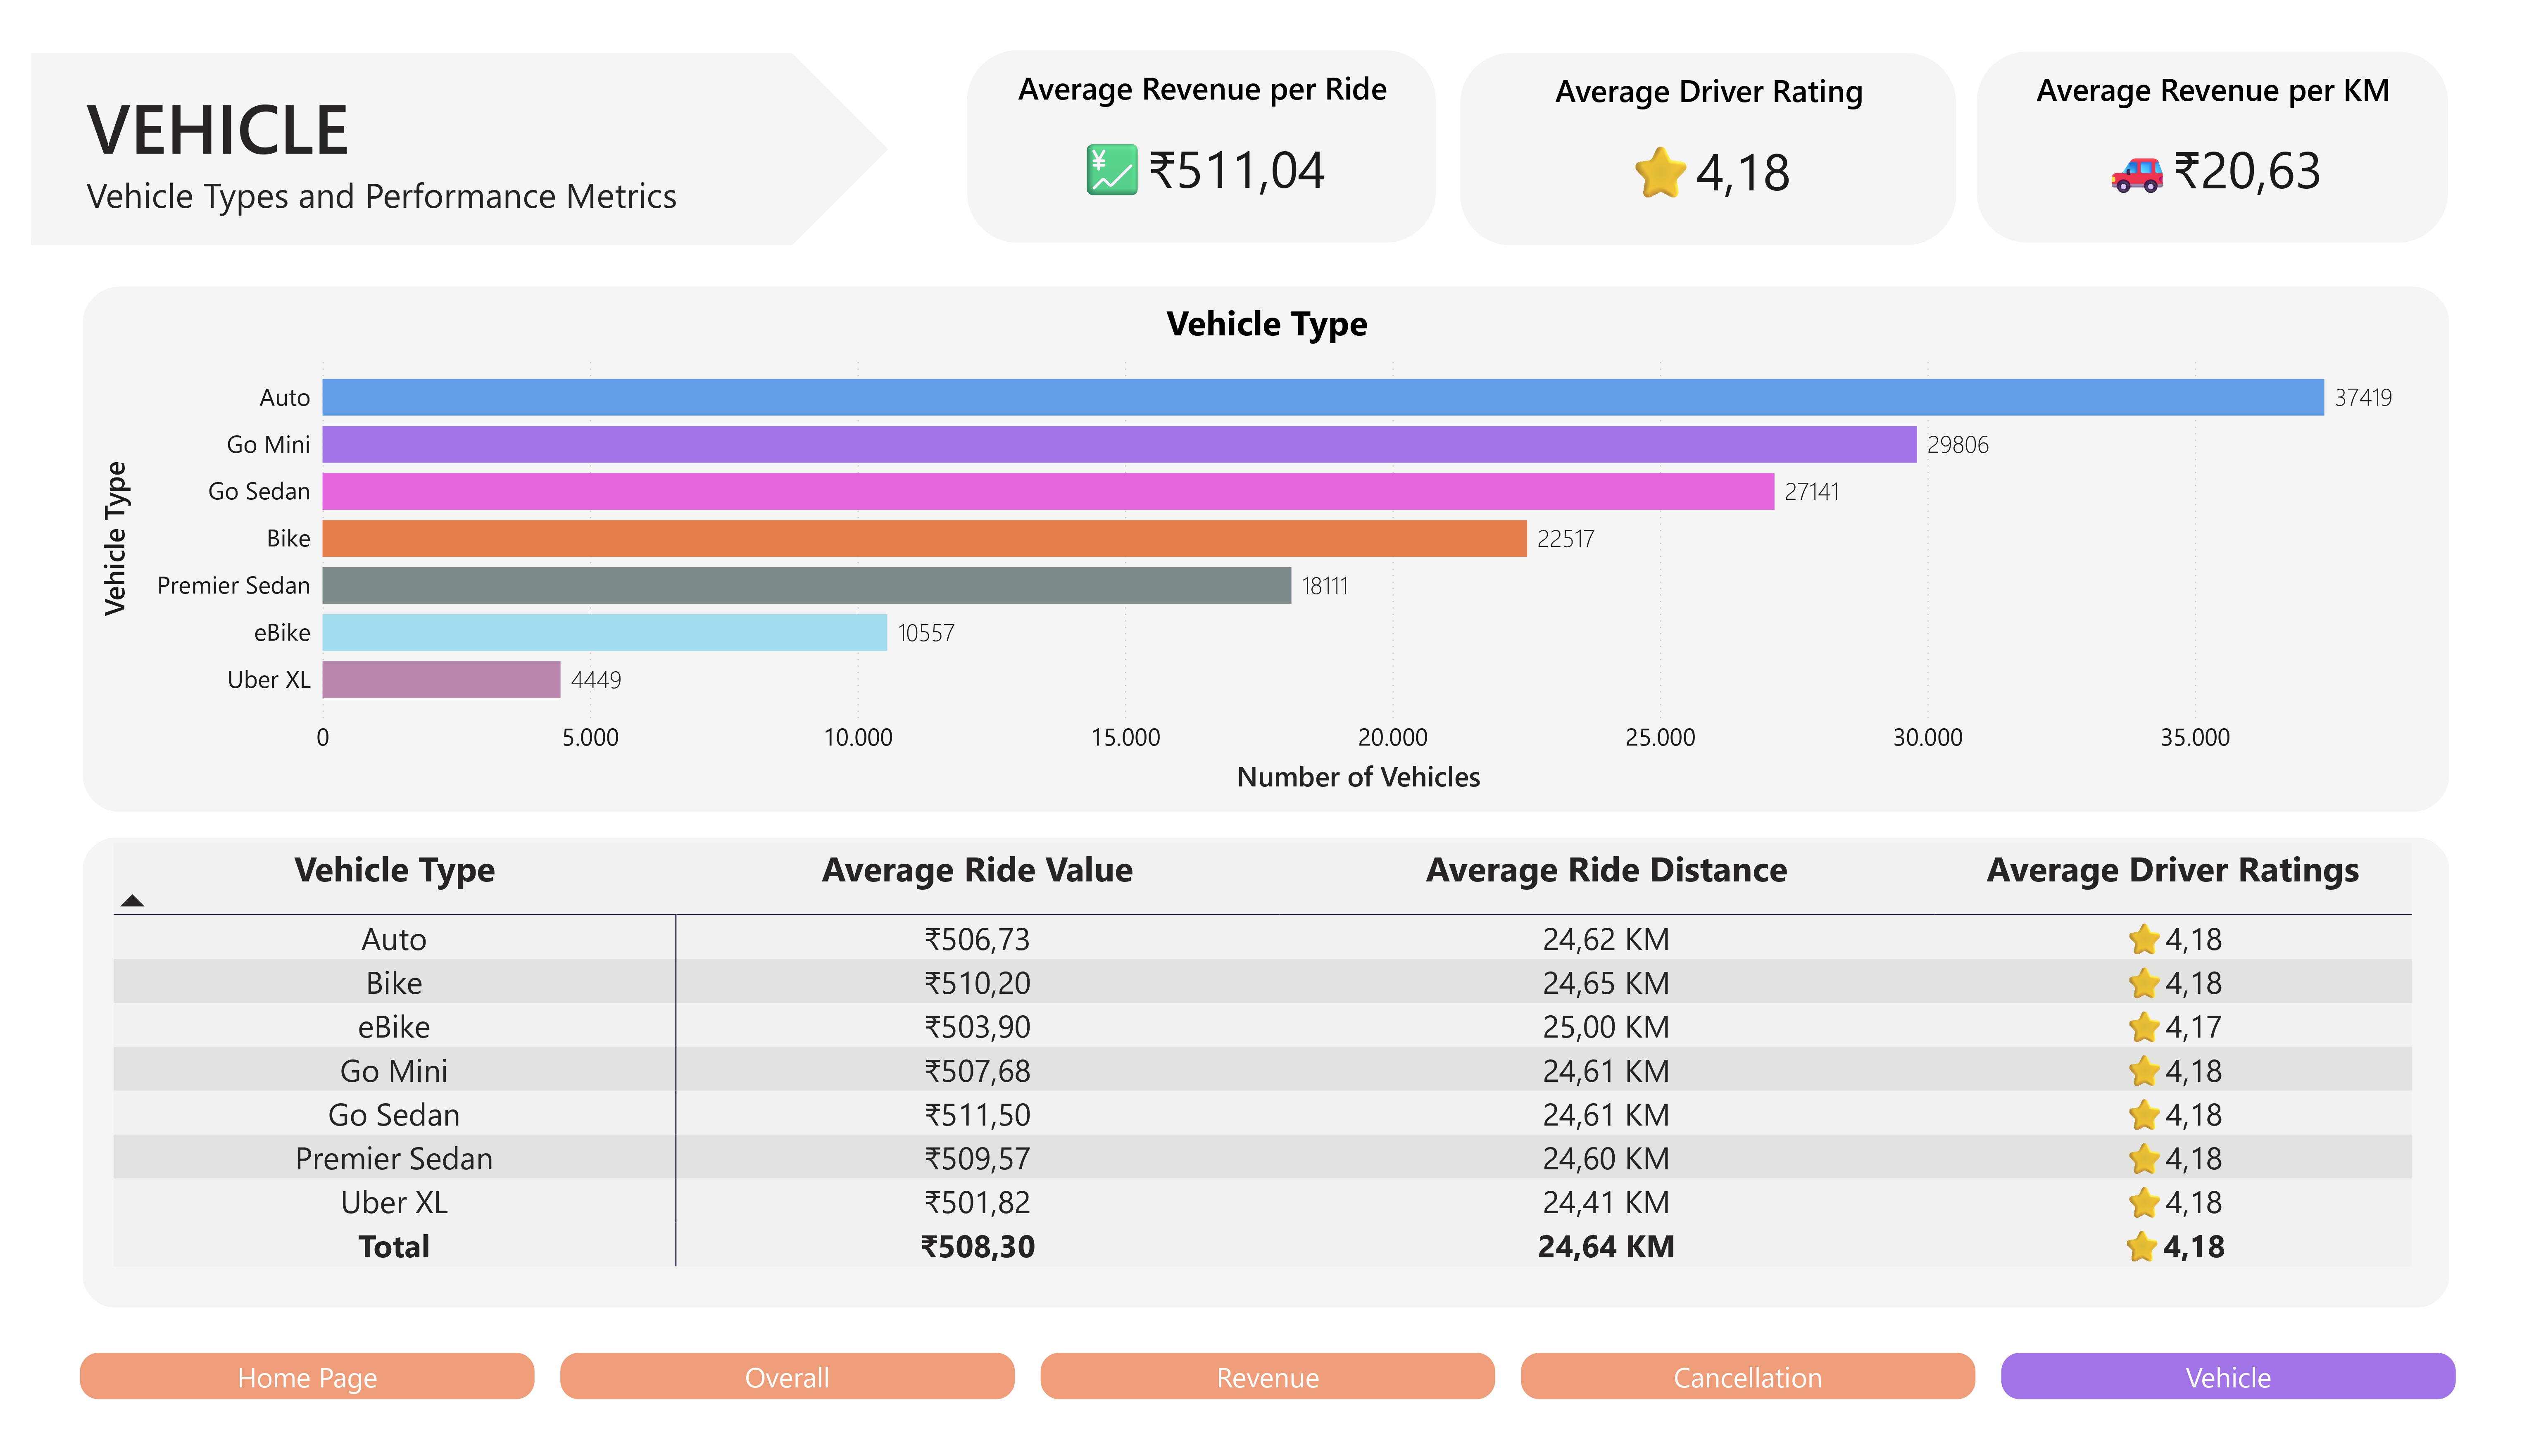 VEHICLE
Vehicle Types and Performance Metrics
Average Revenue per Ride
₹511,04
Average Driver Rating
4,18
Average Revenue per KM
₹20,63
Vehicle Type
Vehicle Type
Auto 37419
Go Mini 29806
Go Sedan 27141
Bike 22517
Premier Sedan 18111
eBike 10557
Uber XL 4449
0 5.000 10.000 15.000 20.000 25.000 30.000 35.000
Number of Vehicles
Vehicle Type Average Ride Value Average Ride Distance Average Driver Ratings
Auto ₹506,73 24,62 KM 4,18
Bike ₹510,20 24,65 KM 4,18
eBike ₹503,90 25,00 KM 4,17
Go Mini ₹507,68 24,61 KM 4,18
Go Sedan ₹511,50 24,61 KM 4,18
Premier Sedan ₹509,57 24,60 KM 4,18
Uber XL ₹501,82 24,41 KM 4,18
Total ₹508,30 24,64 KM 4,18
Home Page Overall Revenue Cancellation Vehicle